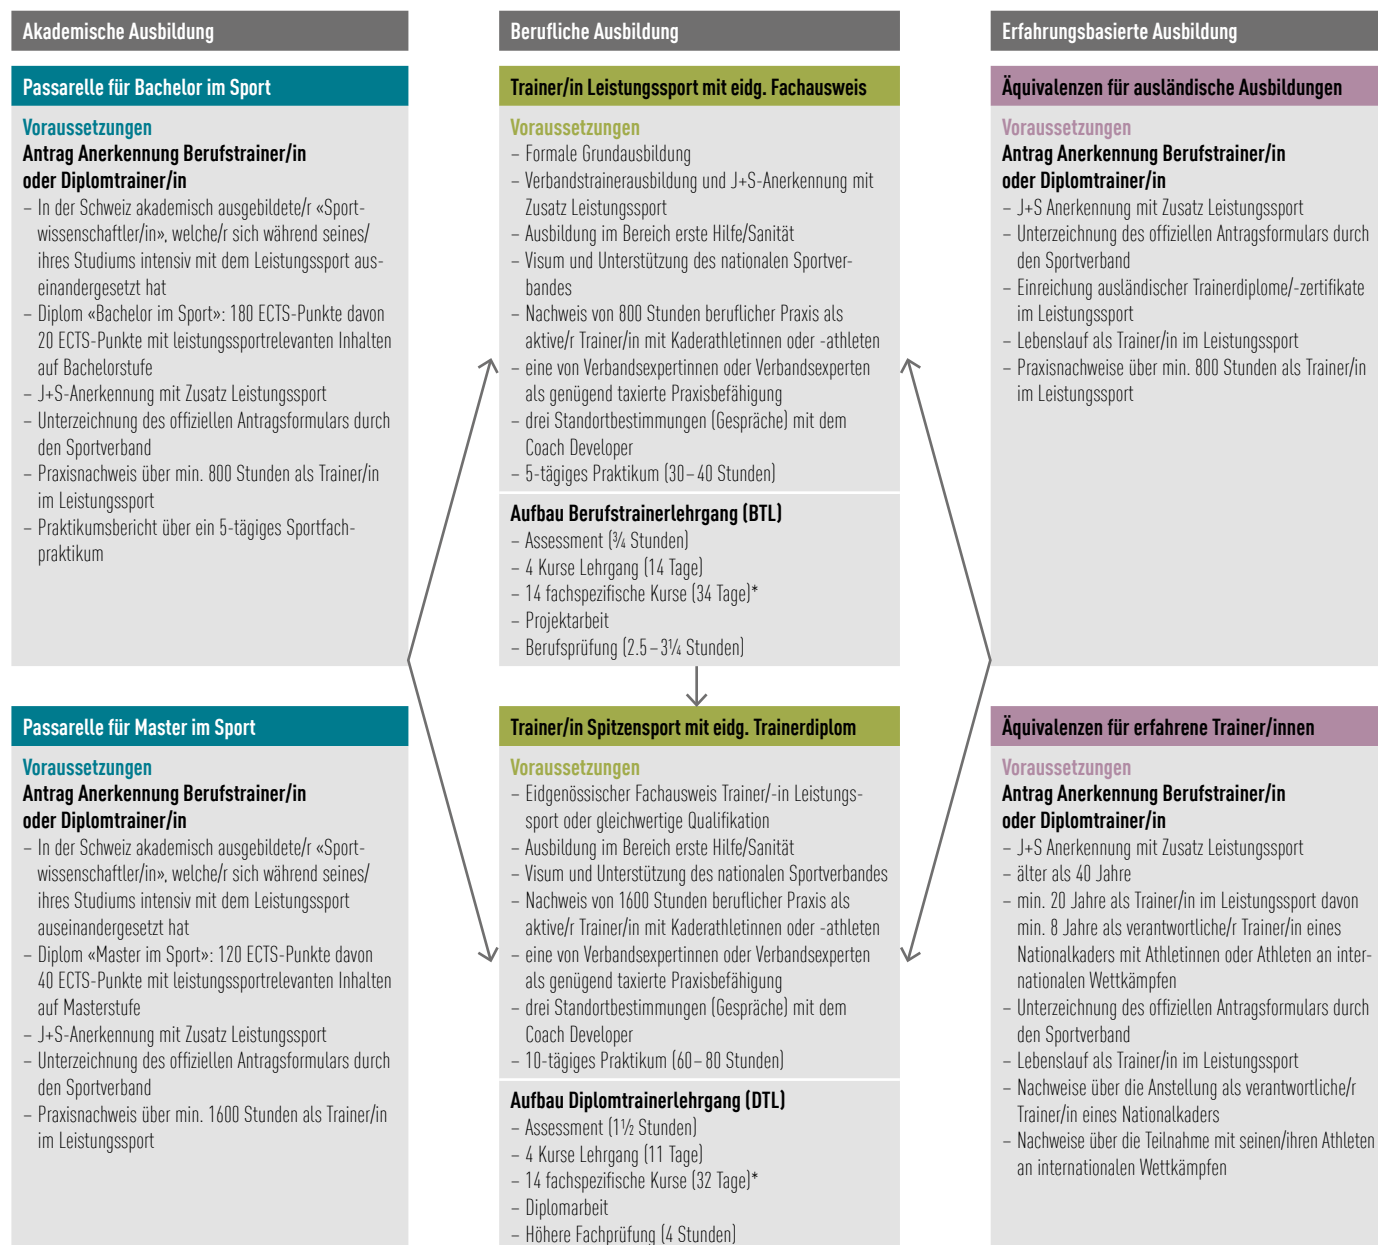 Akademische Ausbildung
Passarelle für Bachelor im Sport
Voraussetzungen
Antrag Anerkennung Berufstrainer/in
oder Diplomtrainer/in
– In der Schweiz akademisch ausgebildete/r «Sport-
wissenschaftler/in», welche/r sich während seines/
ihres Studiums intensiv mit dem Leistungssport aus-
einandergesetzt hat
– Diplom «Bachelor im Sport»: 180 ECTS-Punkte davon
20 ECTS-Punkte mit leistungssportrelevanten Inhalten
auf Bachelorstufe
– J+S-Anerkennung mit Zusatz Leistungssport
– Unterzeichnung des offiziellen Antragsformulars durch
den Sportverband
– Praxisnachweis über min. 800 Stunden als Trainer/in
im Leistungssport
– Praktikumsbericht über ein 5-tägiges Sportfach-
praktikum
Passarelle für Master im Sport
Voraussetzungen
Antrag Anerkennung Berufstrainer/in
oder Diplomtrainer/in
– In der Schweiz akademisch ausgebildete/r «Sport-
wissenschaftler/in», welche/r sich während seines/
ihres Studiums intensiv mit dem Leistungssport
auseinandergesetzt hat
– Diplom «Master im Sport»: 120 ECTS-Punkte davon
40 ECTS-Punkte mit leistungssportrelevanten Inhalten
auf Masterstufe
– J+S-Anerkennung mit Zusatz Leistungssport
– Unterzeichnung des offiziellen Antragsformulars durch
den Sportverband
– Praxisnachweis über min. 1600 Stunden als Trainer/in
im Leistungssport
Berufliche Ausbildung
Trainer/in Leistungssport mit eidg. Fachausweis
Voraussetzungen
– Formale Grundausbildung
– Verbandstrainerausbildung und J+S-Anerkennung mit
Zusatz Leistungssport
– Ausbildung im Bereich erste Hilfe/Sanität
– Visum und Unterstützung des nationalen Sportver-
bandes
– Nachweis von 800 Stunden beruflicher Praxis als
aktive/r Trainer/in mit Kaderathletinnen oder -athleten
– eine von Verbandsexpertinnen oder Verbandsexperten
als genügend taxierte Praxisbefähigung
– drei Standortbestimmungen (Gespräche) mit dem
Coach Developer
– 5-tägiges Praktikum (30–40 Stunden)
Aufbau Berufstrainerlehrgang (BTL)
– Assessment (¾ Stunden)
– 4 Kurse Lehrgang (14 Tage)
– 14 fachspezifische Kurse (34 Tage)*
– Projektarbeit
– Berufsprüfung (2.5–3¼ Stunden)
Trainer/in Spitzensport mit eidg. Trainerdiplom
Voraussetzungen
– Eidgenössischer Fachausweis Trainer/-in Leistungs-
sport oder gleichwertige Qualifikation
– Ausbildung im Bereich erste Hilfe/Sanität
– Visum und Unterstützung des nationalen Sportverbandes
– Nachweis von 1600 Stunden beruflicher Praxis als
aktive/r Trainer/in mit Kaderathletinnen oder -athleten
– eine von Verbandsexpertinnen oder Verbandsexperten
als genügend taxierte Praxisbefähigung
– drei Standortbestimmungen (Gespräche) mit dem
Coach Developer
– 10-tägiges Praktikum (60–80 Stunden)
Aufbau Diplomtrainerlehrgang (DTL)
– Assessment (1½ Stunden)
– 4 Kurse Lehrgang (11 Tage)
– 14 fachspezifische Kurse (32 Tage)*
– Diplomarbeit
– Höhere Fachprüfung (4 Stunden)
Erfahrungsbasierte Ausbildung
Äquivalenzen für ausländische Ausbildungen
Voraussetzungen
Antrag Anerkennung Berufstrainer/in
oder Diplomtrainer/in
– J+S Anerkennung mit Zusatz Leistungssport
– Unterzeichnung des offiziellen Antragsformulars durch
den Sportverband
– Einreichung ausländischer Trainerdiplome/-zertifikate
im Leistungssport
– Lebenslauf als Trainer/in im Leistungssport
– Praxisnachweise über min. 800 Stunden als Trainer/in
im Leistungssport
Äquivalenzen für erfahrene Trainer/innen
Voraussetzungen
Antrag Anerkennung Berufstrainer/in
oder Diplomtrainer/in
– J+S Anerkennung mit Zusatz Leistungssport
– älter als 40 Jahre
– min. 20 Jahre als Trainer/in im Leistungssport davon
min. 8 Jahre als verantwortliche/r Trainer/in eines
Nationalkaders mit Athletinnen oder Athleten an inter-
nationalen Wettkämpfen
– Unterzeichnung des offiziellen Antragsformulars durch
den Sportverband
– Lebenslauf als Trainer/in im Leistungssport
– Nachweise über die Anstellung als verantwortliche/r
Trainer/in eines Nationalkaders
– Nachweise über die Teilnahme mit seinen/ihren Athleten
an internationalen Wettkämpfen